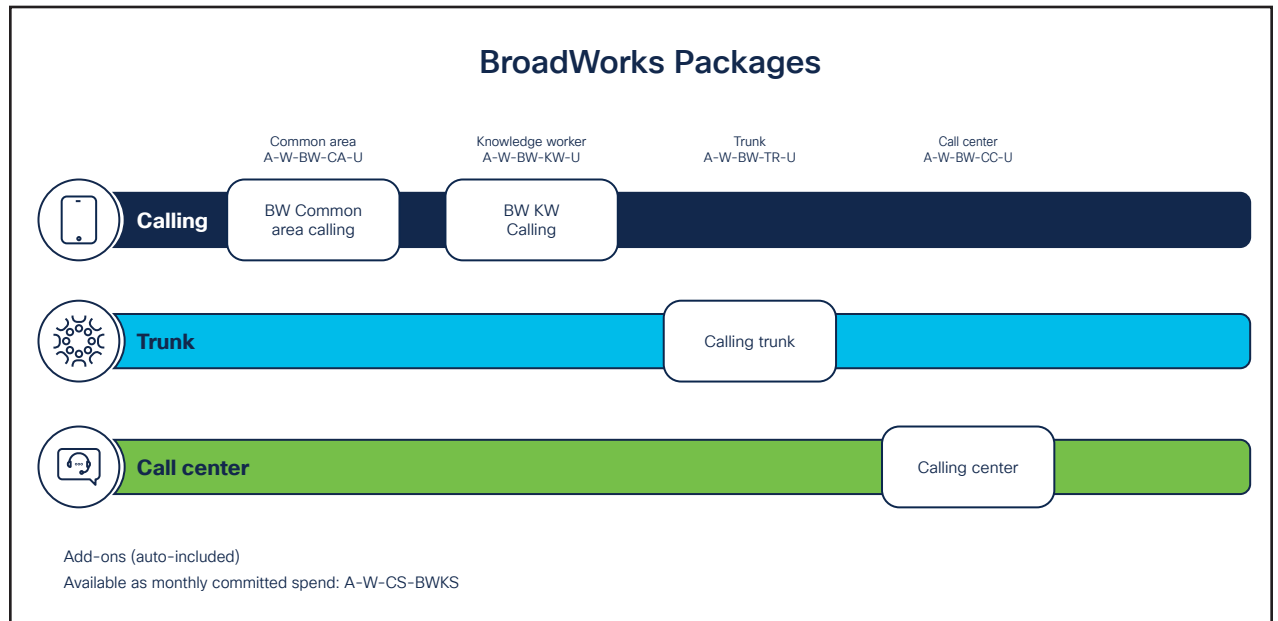 BroadWorks Packages
Common area
A-W-BW-CA-U
Knowledge worker
A-W-BW-KW-U
Trunk
A-W-BW-TR-U
Call center
A-W-BW-CC-U
Calling
BW Common
area calling
BW KW
Calling
Trunk
Calling trunk
Call center
Calling center
Add-ons (auto-included)
Available as monthly committed spend: A-W-CS-BWKS